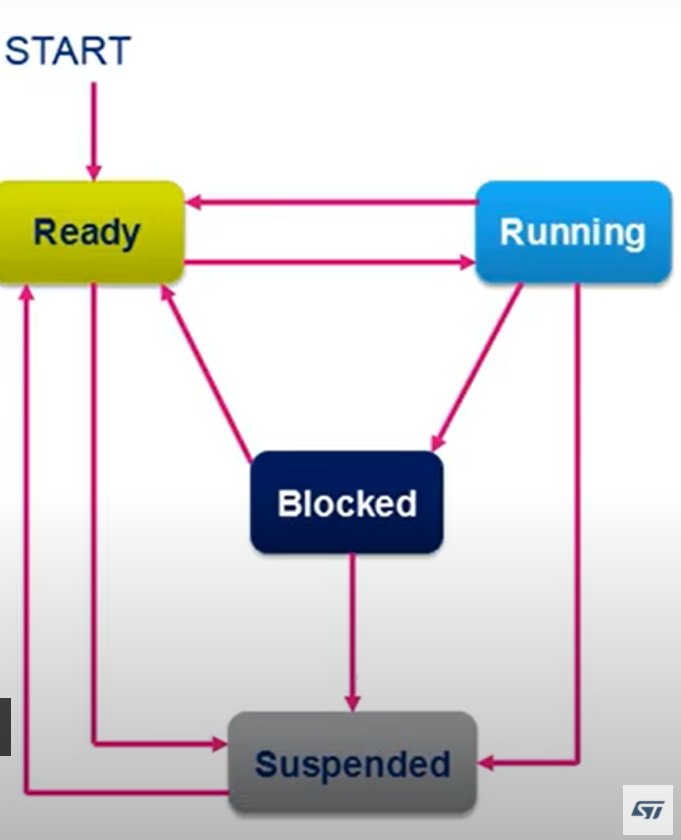 START
Ready
Running
Blocked
Suspended
ST